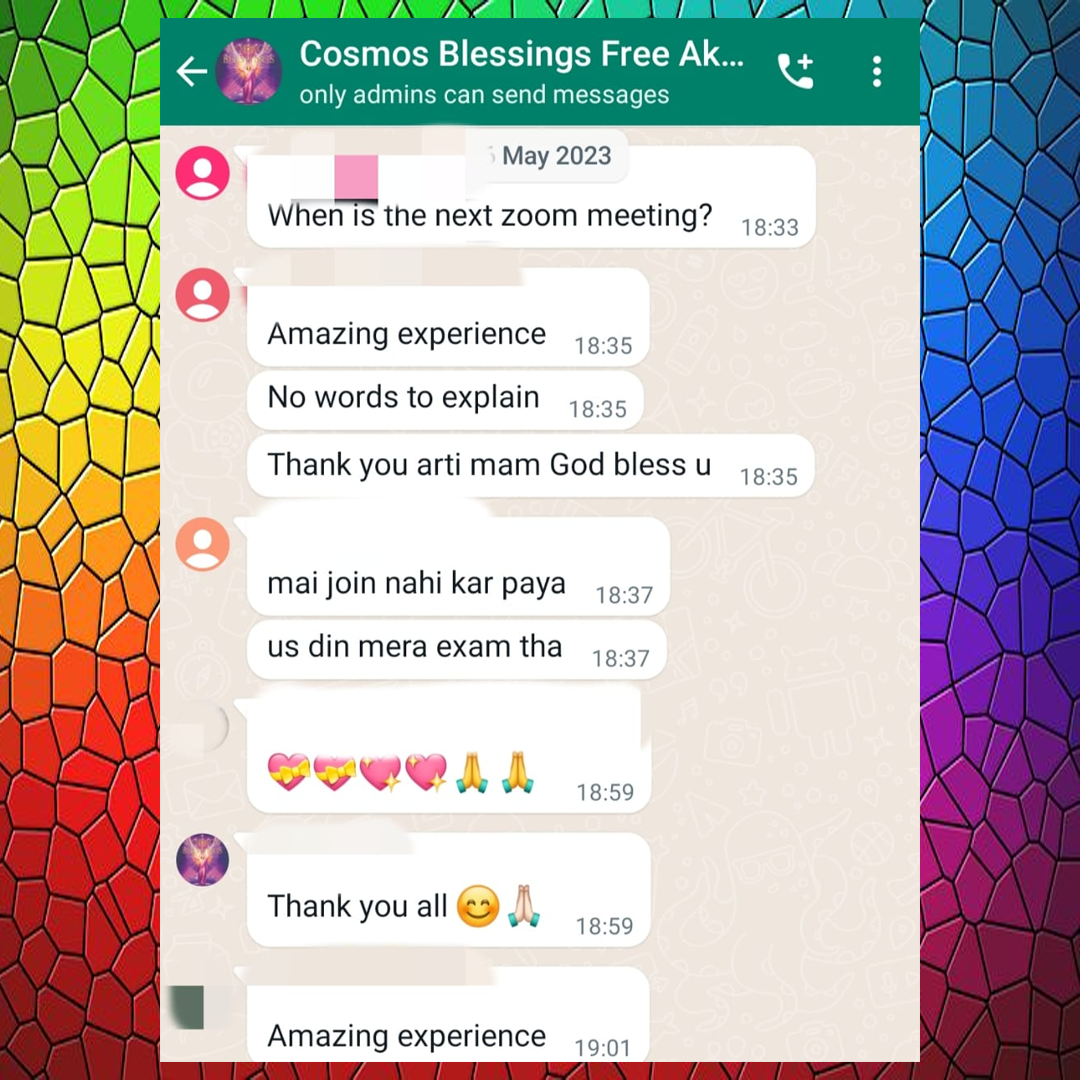 Cosmos Blessings Free Ak...
only admins can send messages
May 2023
When is the next zoom meeting?
18:33
Amazing experience
18:35
No words to explain
18:35
Thank you arti mam God bless u
18:35
mai join nahi kar paya
18:37
us din mera exam tha
18:37
💝💝💖💖🙏🙏
18:59
Thank you all 😊🙏🏻
18:59
Amazing experience
19:01